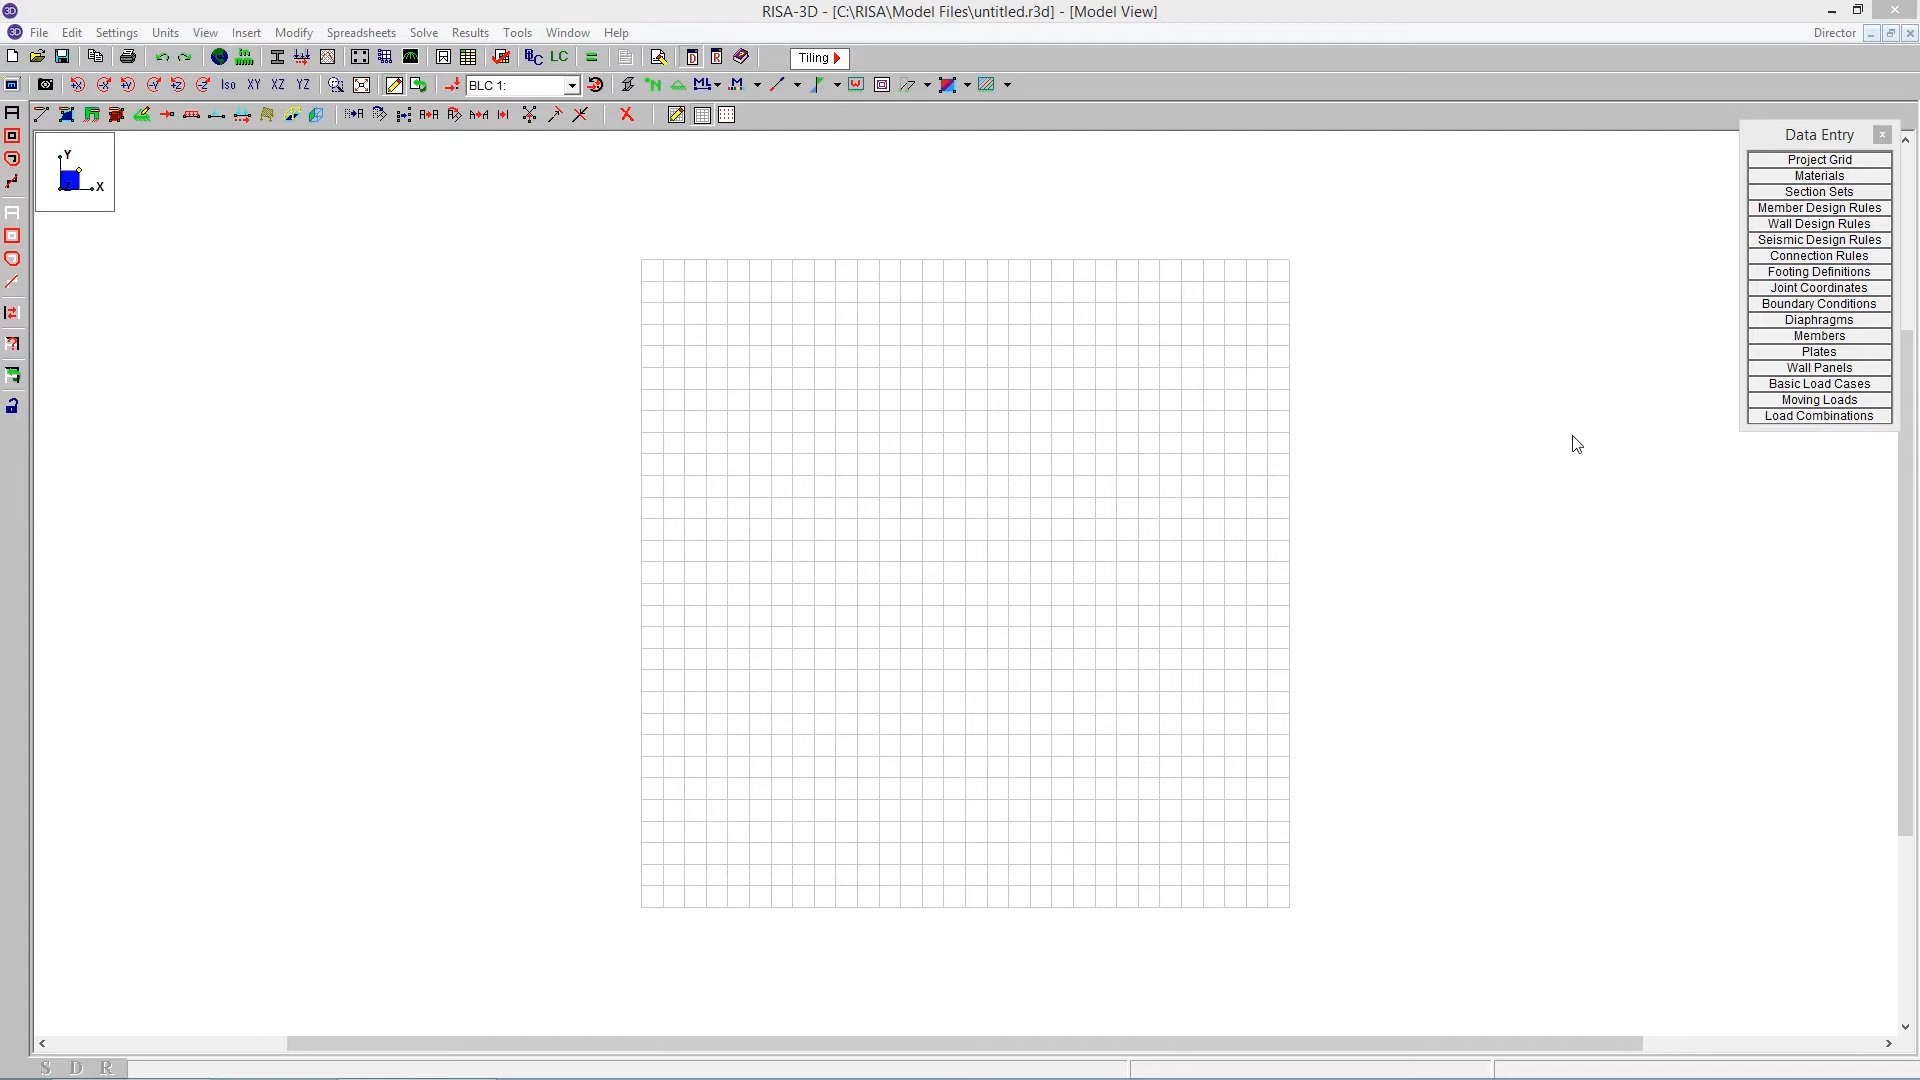 3D
RISA-3D - [C:\RISA\Model Files\untitled.r3d] - [Model View]
3D File Edit Settings Units View Insert Modify Spreadsheets Solve Results Tools Window Help Director
LC D R Tiling
X X Y Y Z Z Iso XY XZ YZ BLC 1: N ML M
Y
X
Z
Data Entry
Project Grid
Materials
Section Sets
Member Design Rules
Wall Design Rules
Seismic Design Rules
Connection Rules
Footing Definitions
Joint Coordinates
Boundary Conditions
Diaphragms
Members
Plates
Wall Panels
Basic Load Cases
Moving Loads
Load Combinations
S D R